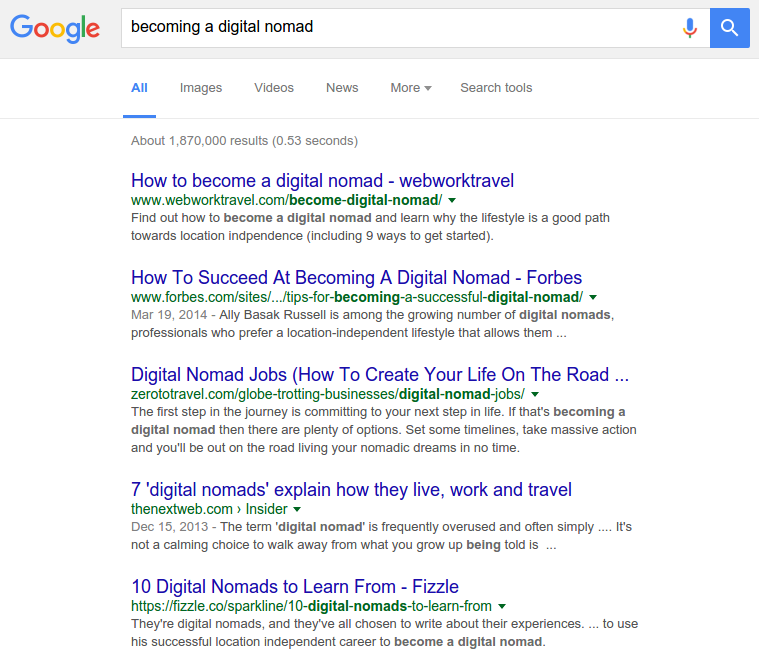 Google
becoming a digital nomad
All Images Videos News More Search tools
About 1,870,000 results (0.53 seconds)
How to become a digital nomad - webworktravel
www.webworktravel.com/become-digital-nomad/
Find out how to become a digital nomad and learn why the lifestyle is a good path
towards location indpendence (including 9 ways to get started).
How To Succeed At Becoming A Digital Nomad - Forbes
www.forbes.com/sites/.../tips-for-becoming-a-successful-digital-nomad/
Mar 19, 2014 - Ally Basak Russell is among the growing number of digital nomads,
professionals who prefer a location-independent lifestyle that allows them ...
Digital Nomad Jobs (How To Create Your Life On The Road ...
zerototravel.com/globe-trotting-businesses/digital-nomad-jobs/
The first step in the journey is committing to your next step in life. If that's becoming a
digital nomad then there are plenty of options. Set some timelines, take massive action
and you'll be out on the road living your nomadic dreams in no time.
7 'digital nomads' explain how they live, work and travel
thenextweb.com › Insider
Dec 15, 2013 - The term 'digital nomad' is frequently overused and often simply .... It's
not a calming choice to walk away from what you grow up being told is ...
10 Digital Nomads to Learn From - Fizzle
https://fizzle.co/sparkline/10-digital-nomads-to-learn-from
They're digital nomads, and they've all chosen to write about their experiences. ... to use
his successful location independent career to become a digital nomad.